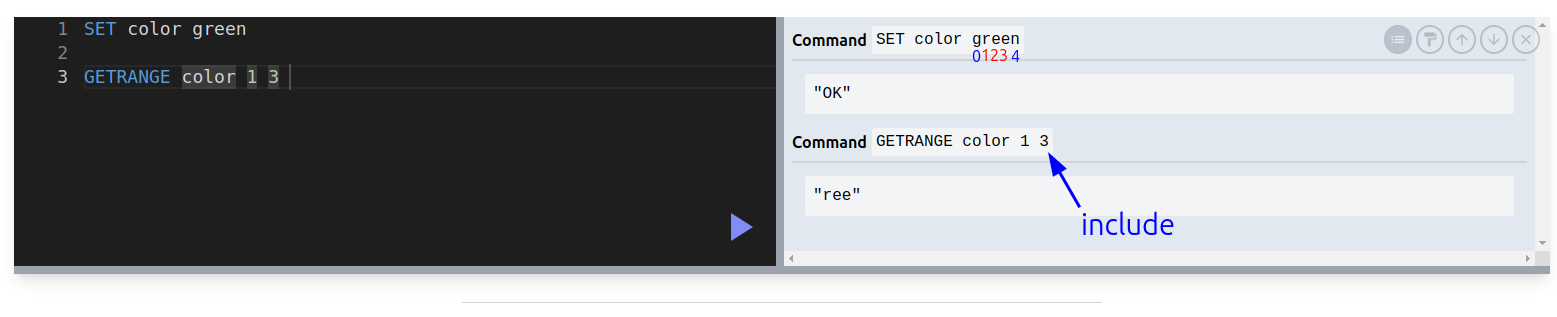 1 SET color green
2
3 GETRANGE color 1 3
Command SET color green
01234
"OK"
Command GETRANGE color 1 3
"ree"
include